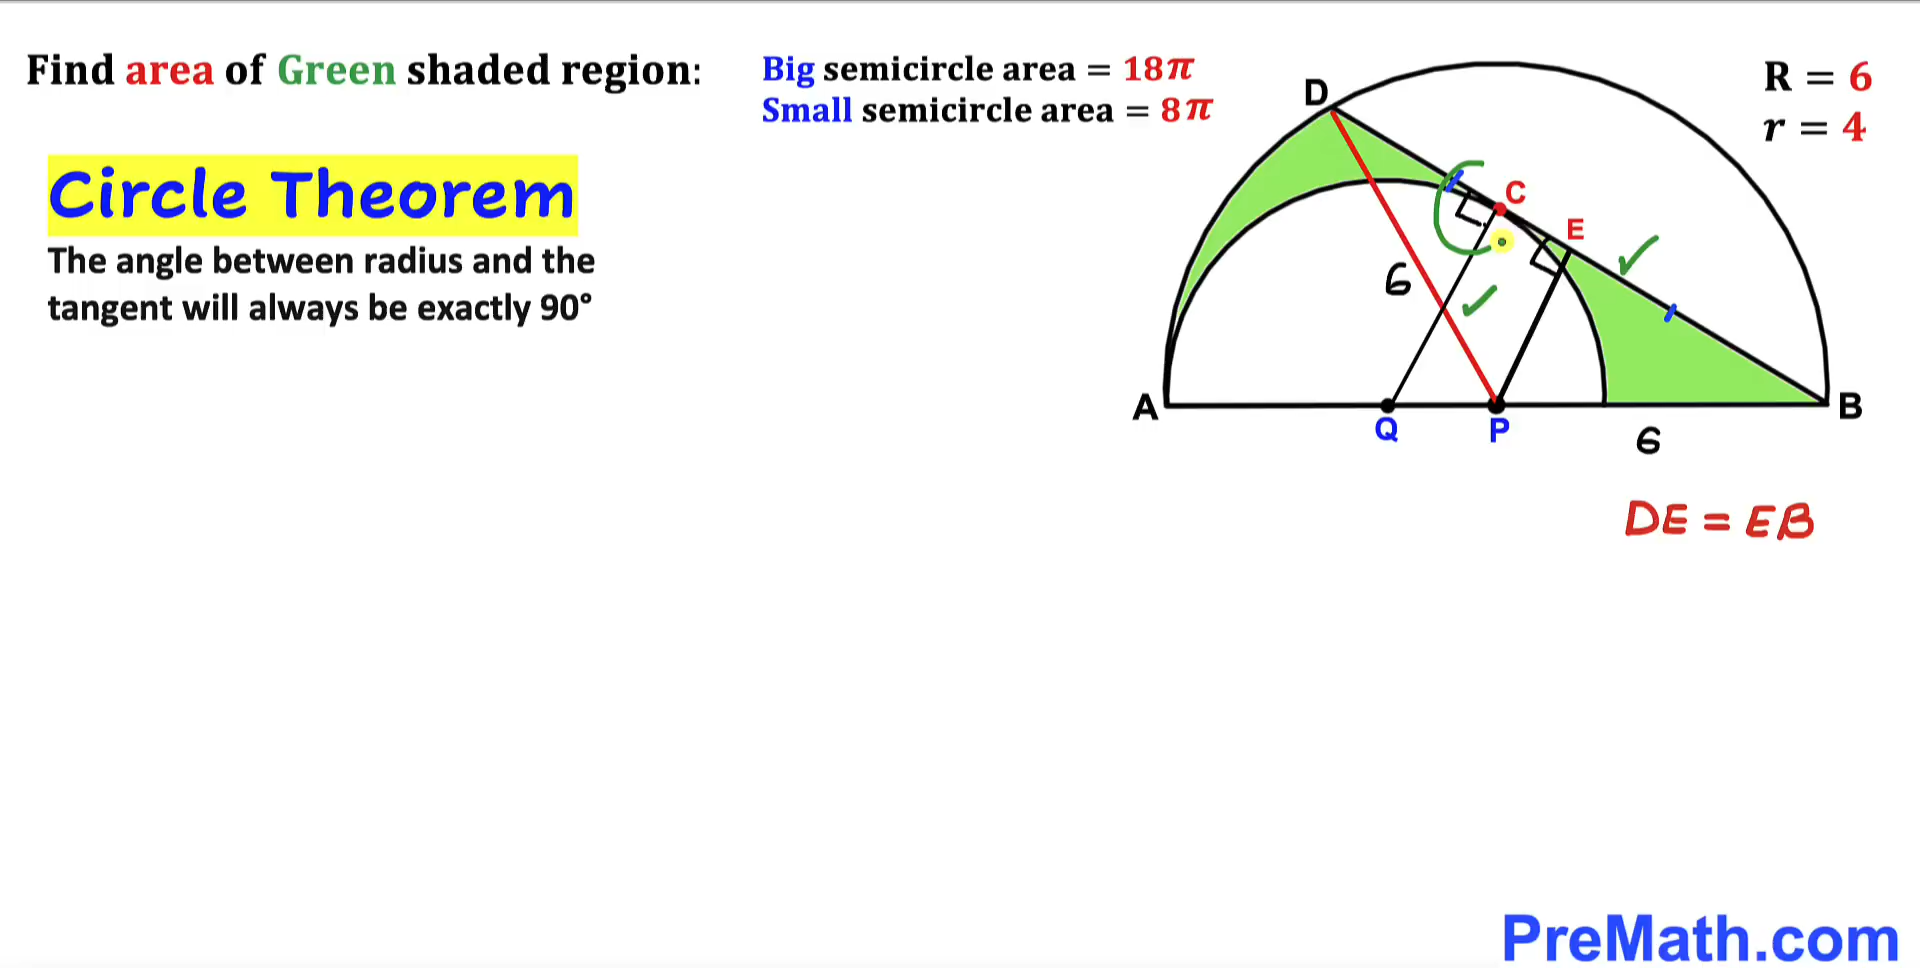 Find area of Green shaded region:
Big semicircle area = 18π
Small semicircle area = 8π
R = 6
r = 4
Circle Theorem
The angle between radius and the
tangent will always be exactly 90°
D
C
E
6
A
B
Q
P
6
DE = EB
PreMath.com